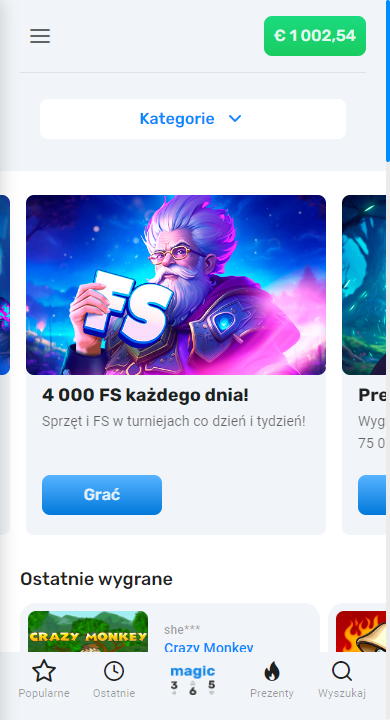 € 1 002,54
Kategorie
FS
4 000 FS każdego dnia!
Sprzęt i FS w turniejach co dzień i tydzień!
Grać
Pre
Wyg
75 0
Ostatnie wygrane
CRAZY MONKEY
she***
Crazy Monkey
magic
3 6 5
Popularne
Ostatnie
Prezenty
Wyszukaj